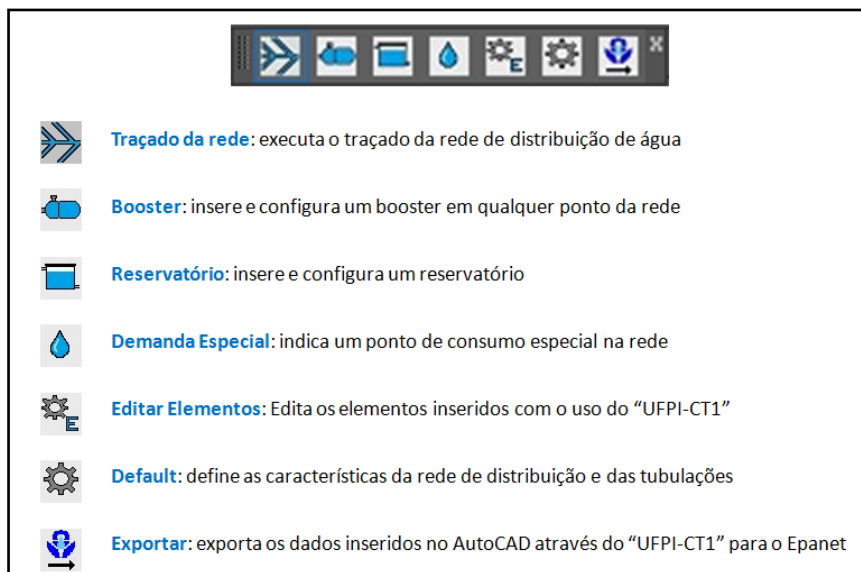 E
Traçado da rede: executa o traçado da rede de distribuição de água
Booster: insere e configura um booster em qualquer ponto da rede
Reservatório: insere e configura um reservatório
Demanda Especial: indica um ponto de consumo especial na rede
E
Editar Elementos: Edita os elementos inseridos com o uso do “UFPI-CT1”
Default: define as características da rede de distribuição e das tubulações
Exportar: exporta os dados inseridos no AutoCAD através do “UFPI-CT1” para o Epanet